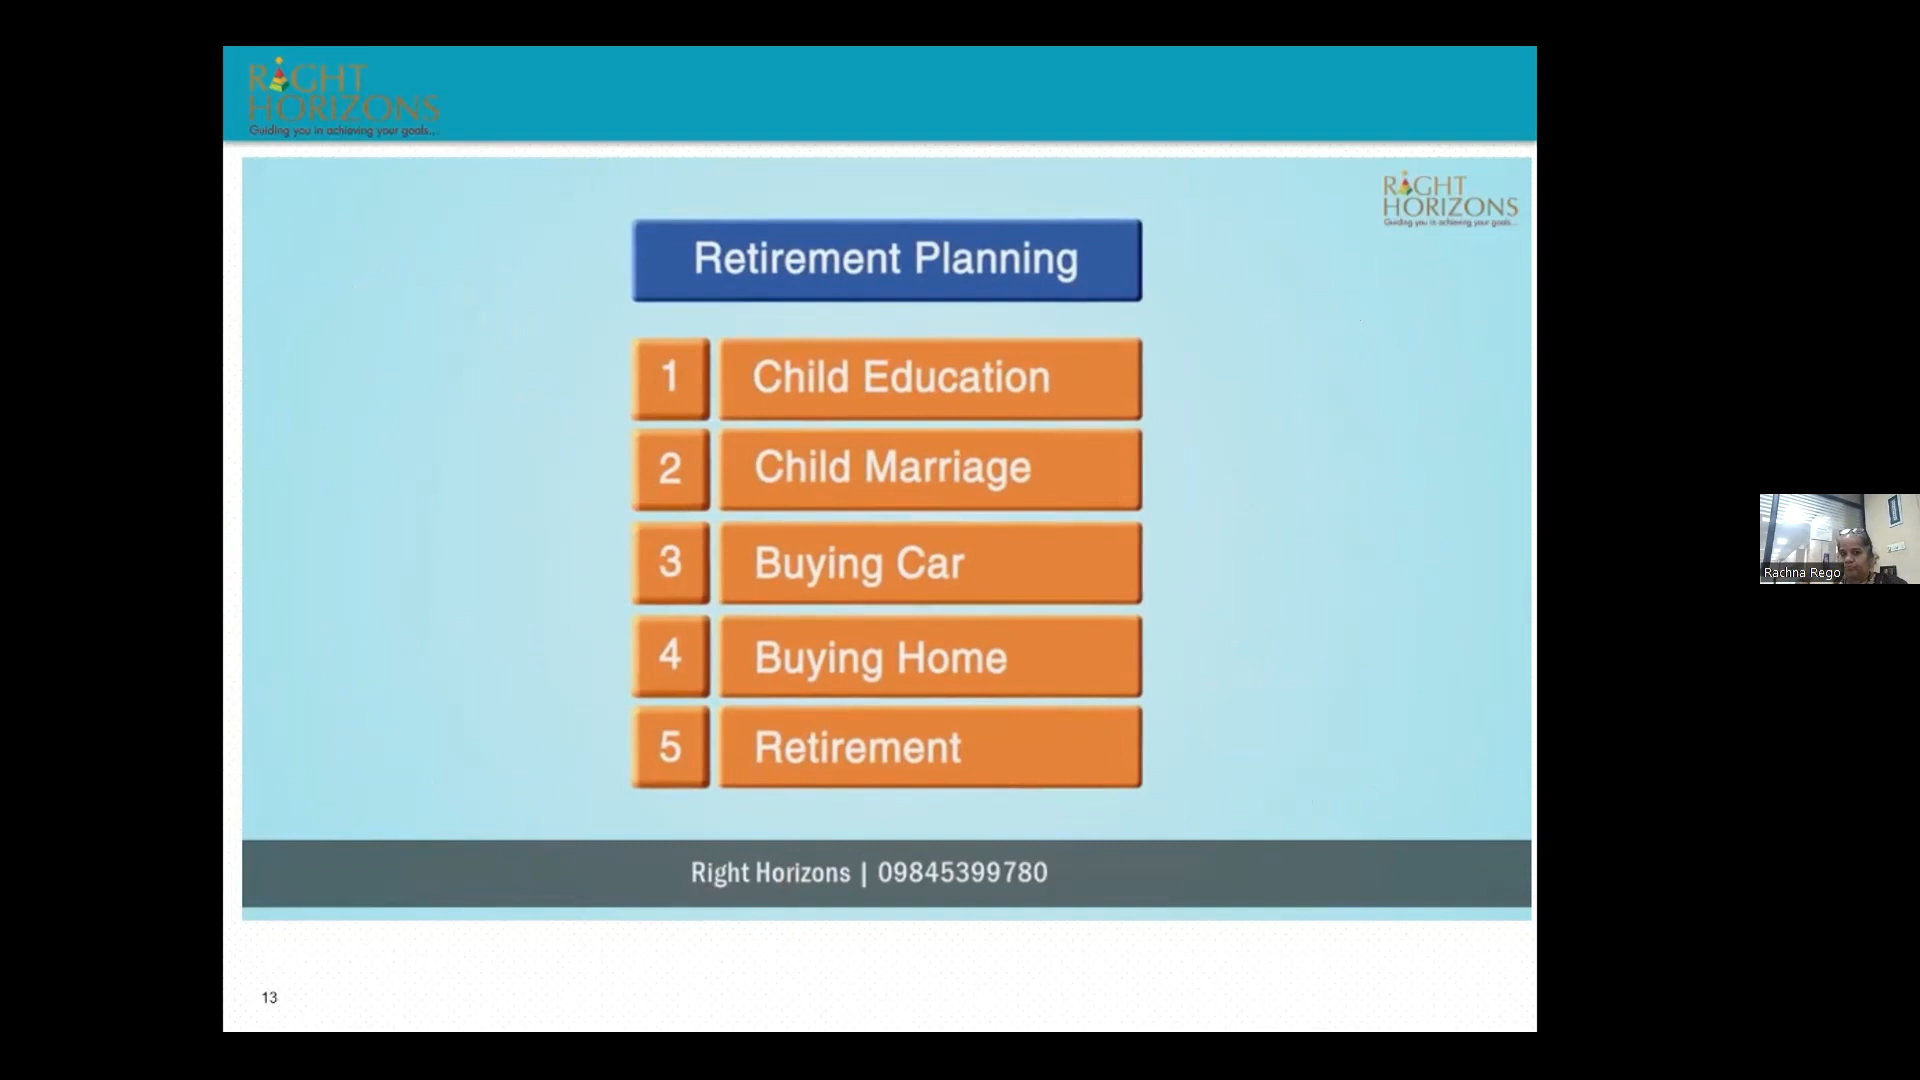 RIGHT
HORIZONS
Guiding you in achieving your goals...
RIGHT
HORIZONS
Guiding you in achieving your goals...
Retirement Planning
1 Child Education
2 Child Marriage
3 Buying Car
4 Buying Home
5 Retirement
Rachna Rego
Right Horizons | 09845399780
13